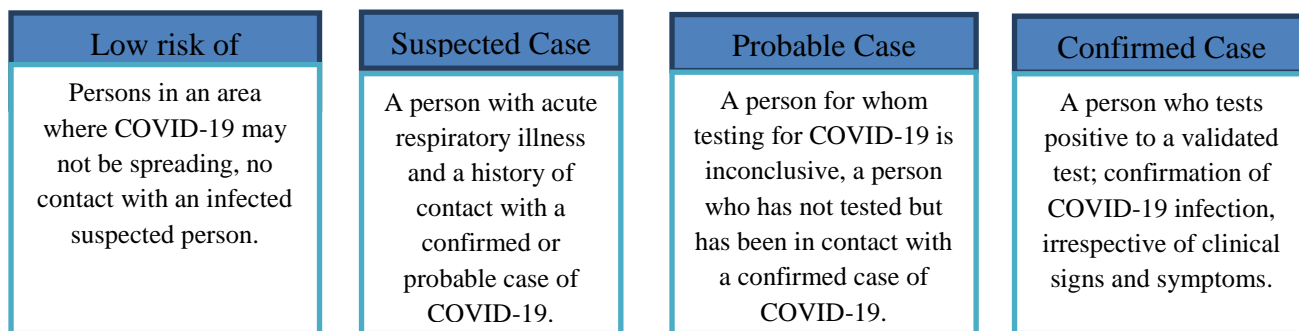 Low risk of
Persons in an area
where COVID-19 may
not be spreading, no
contact with an infected
suspected person.
Suspected Case
A person with acute
respiratory illness
and a history of
contact with a
confirmed or
probable case of
COVID-19.
Probable Case
A person for whom
testing for COVID-19 is
inconclusive, a person
who has not tested but
has been in contact with
a confirmed case of
COVID-19.
Confirmed Case
A person who tests
positive to a validated
test; confirmation of
COVID-19 infection,
irrespective of clinical
signs and symptoms.